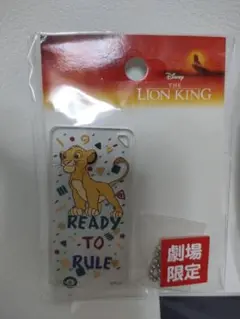 Disney
THE
LION KING
READY
TO
RULE
劇場
限定